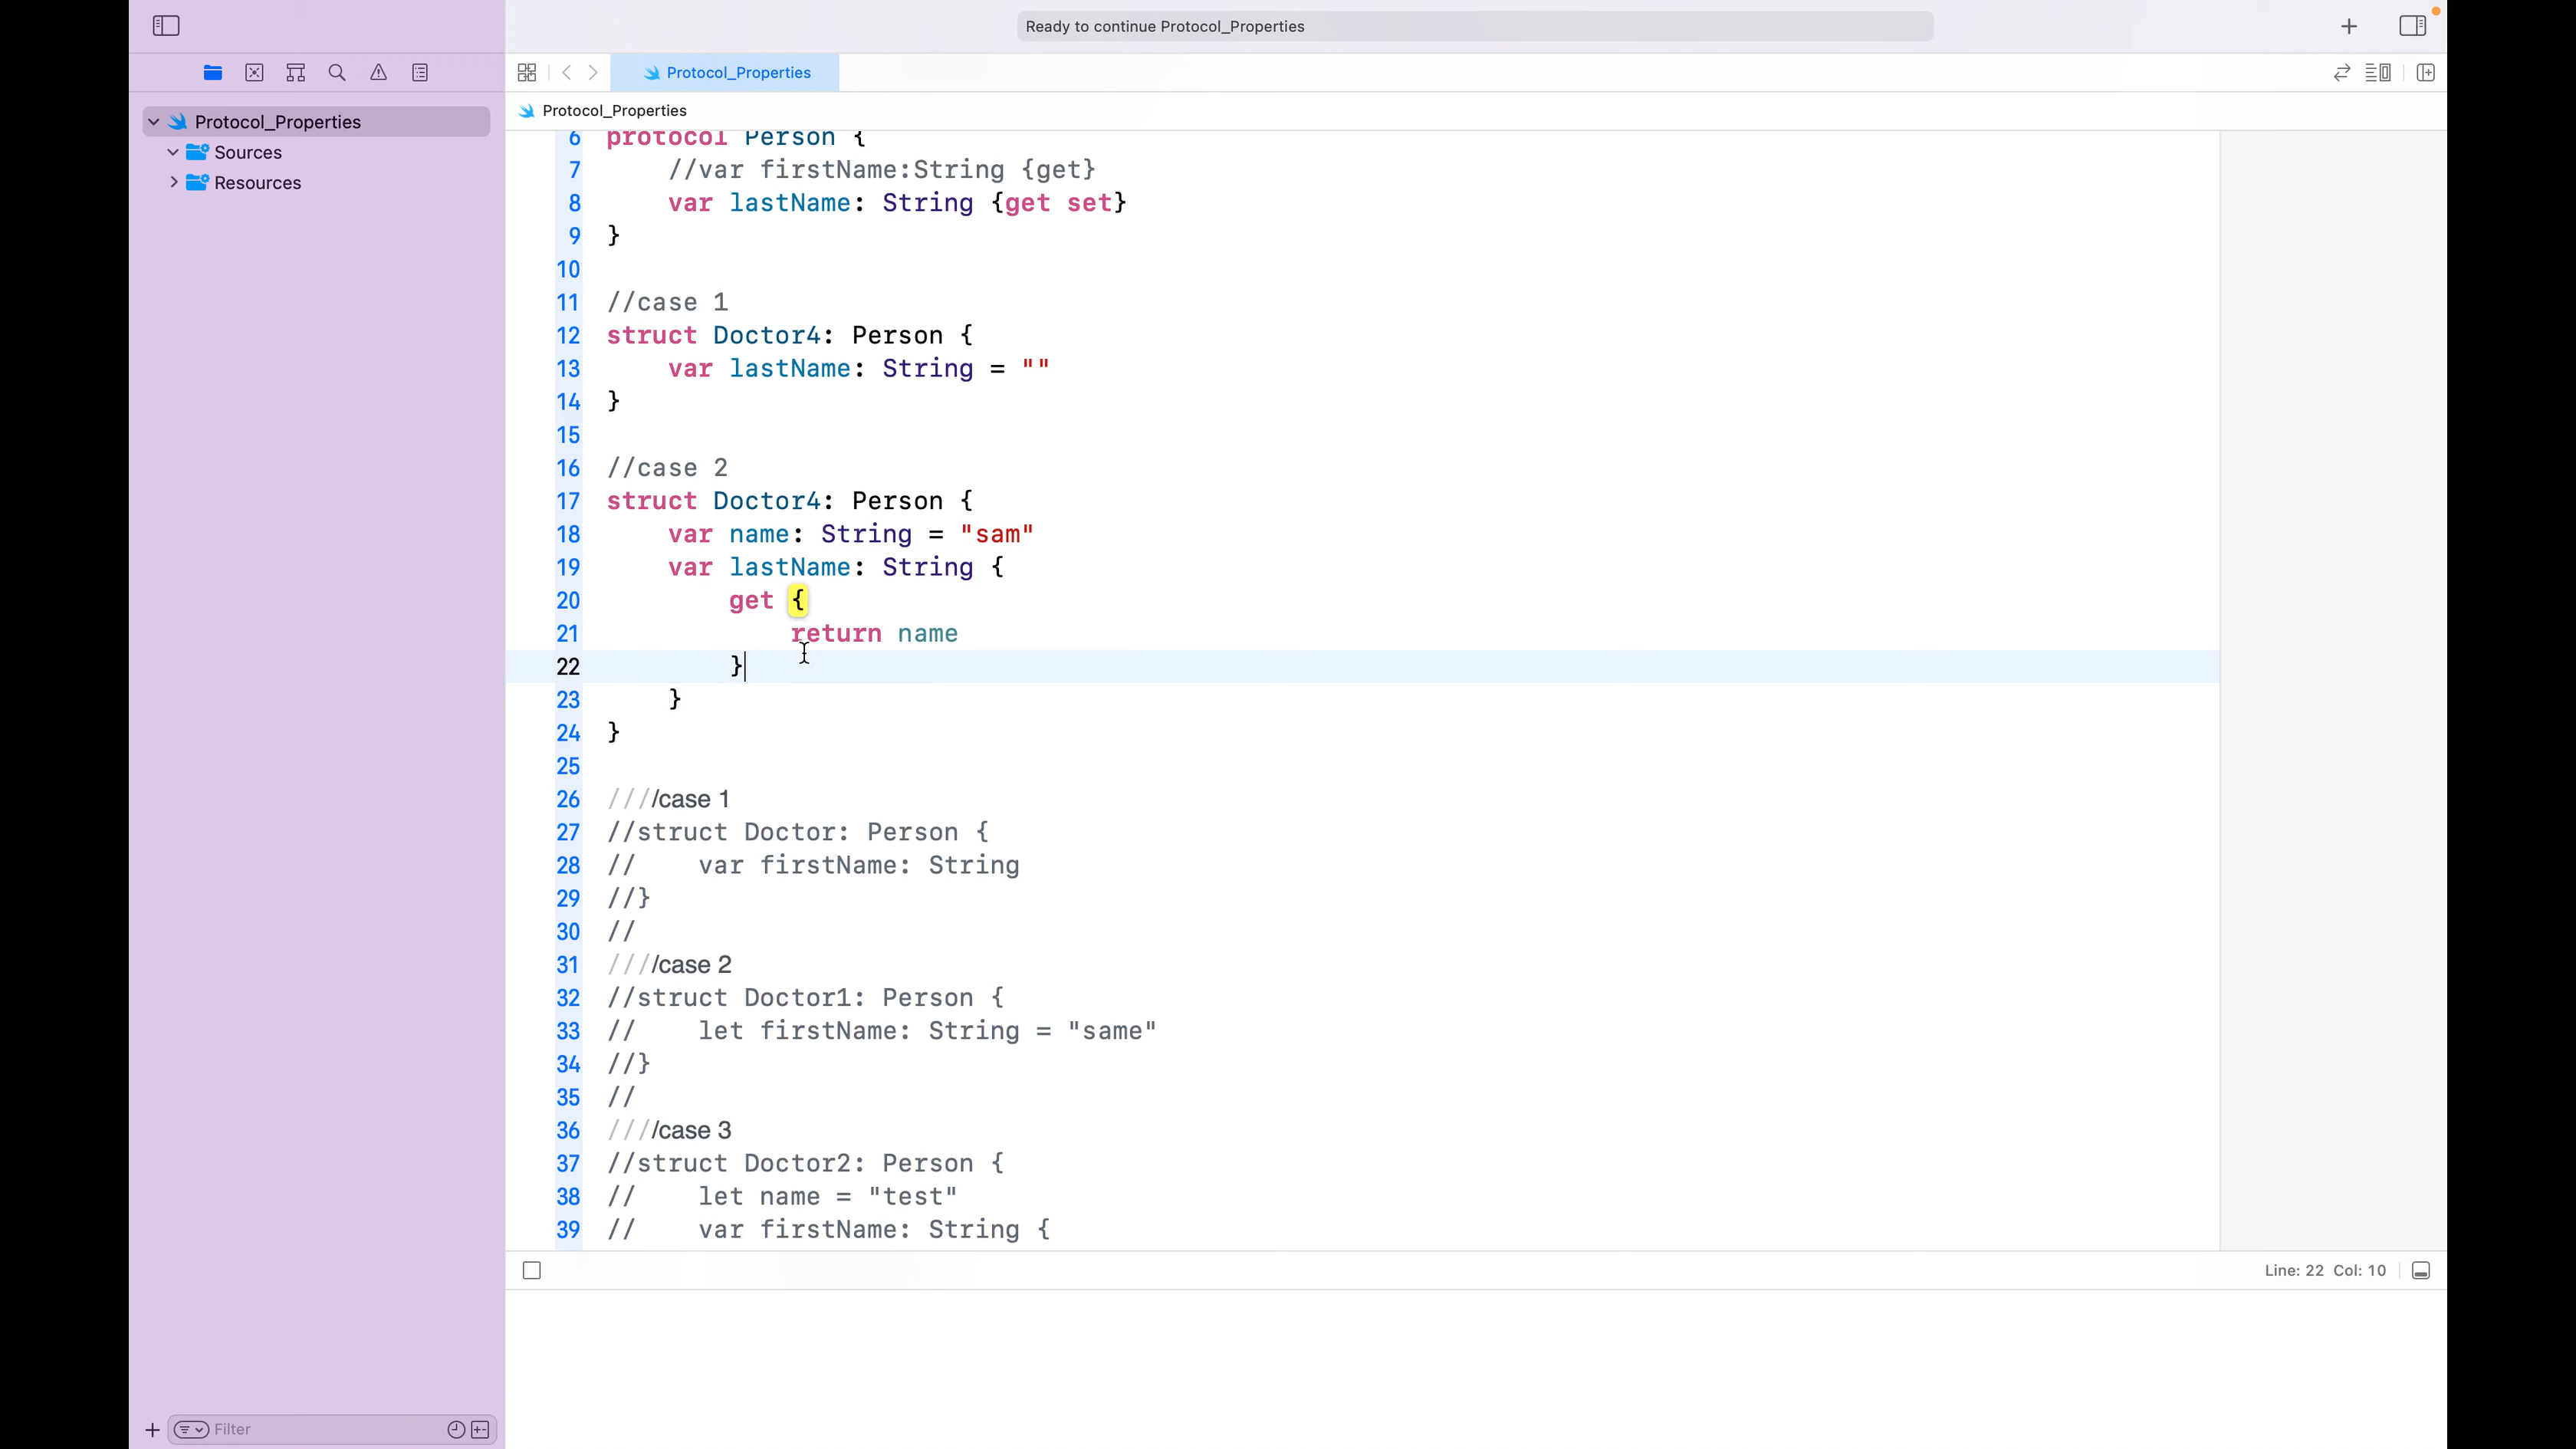 Ready to continue Protocol_Properties
Protocol_Properties
Protocol_Properties
Protocol_Properties
Sources
Resources
6 protocol Person {
7 //var firstName:String {get}
8 var lastName: String {get set}
9 }
10
11 //case 1
12 struct Doctor4: Person {
13 var lastName: String = ""
14 }
15
16 //case 2
17 struct Doctor4: Person {
18 var name: String = "sam"
19 var lastName: String {
20 get {
21 return name
22 }
23 }
24 }
25
26 ////case 1
27 //struct Doctor: Person {
28 // var firstName: String
29 //}
30 //
31 ////case 2
32 //struct Doctor1: Person {
33 // let firstName: String = "same"
34 //}
35 //
36 ////case 3
37 //struct Doctor2: Person {
38 // let name = "test"
39 // var firstName: String {
Line: 22 Col: 10
Filter